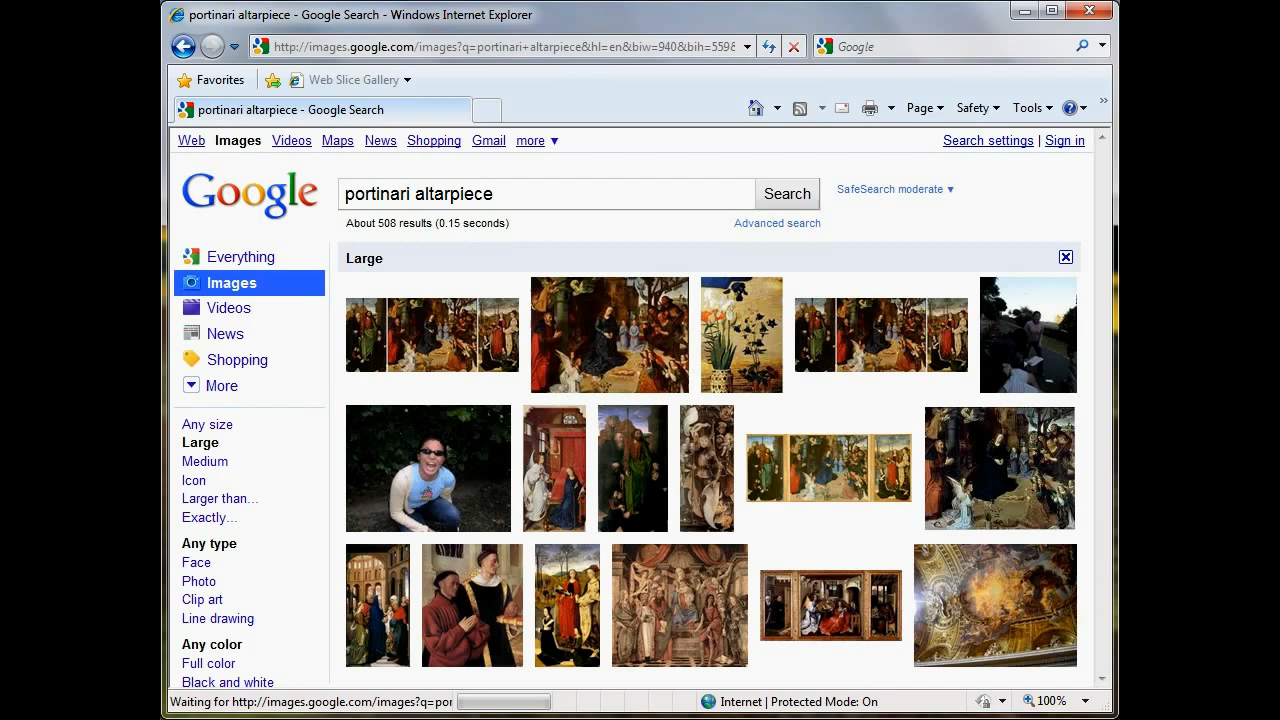 portinari altarpiece - Google Search - Windows Internet Explorer
http://images.google.com/images?q=portinari+altarpiece&hl=en&biw=940&bih=559&
Google
Favorites
Web Slice Gallery
portinari altarpiece - Google Search
Page
Safety
Tools
Web Images Videos Maps News Shopping Gmail more
Search settings | Sign in
Google
portinari altarpiece
Search
SafeSearch moderate
About 508 results (0.15 seconds)
Advanced search
Everything
Images
Videos
News
Shopping
More
Any size
Large
Medium
Icon
Larger than...
Exactly...
Any type
Face
Photo
Clip art
Line drawing
Any color
Full color
Black and white
Large
Waiting for http://images.google.com/images?q=por
Internet | Protected Mode: On
100%